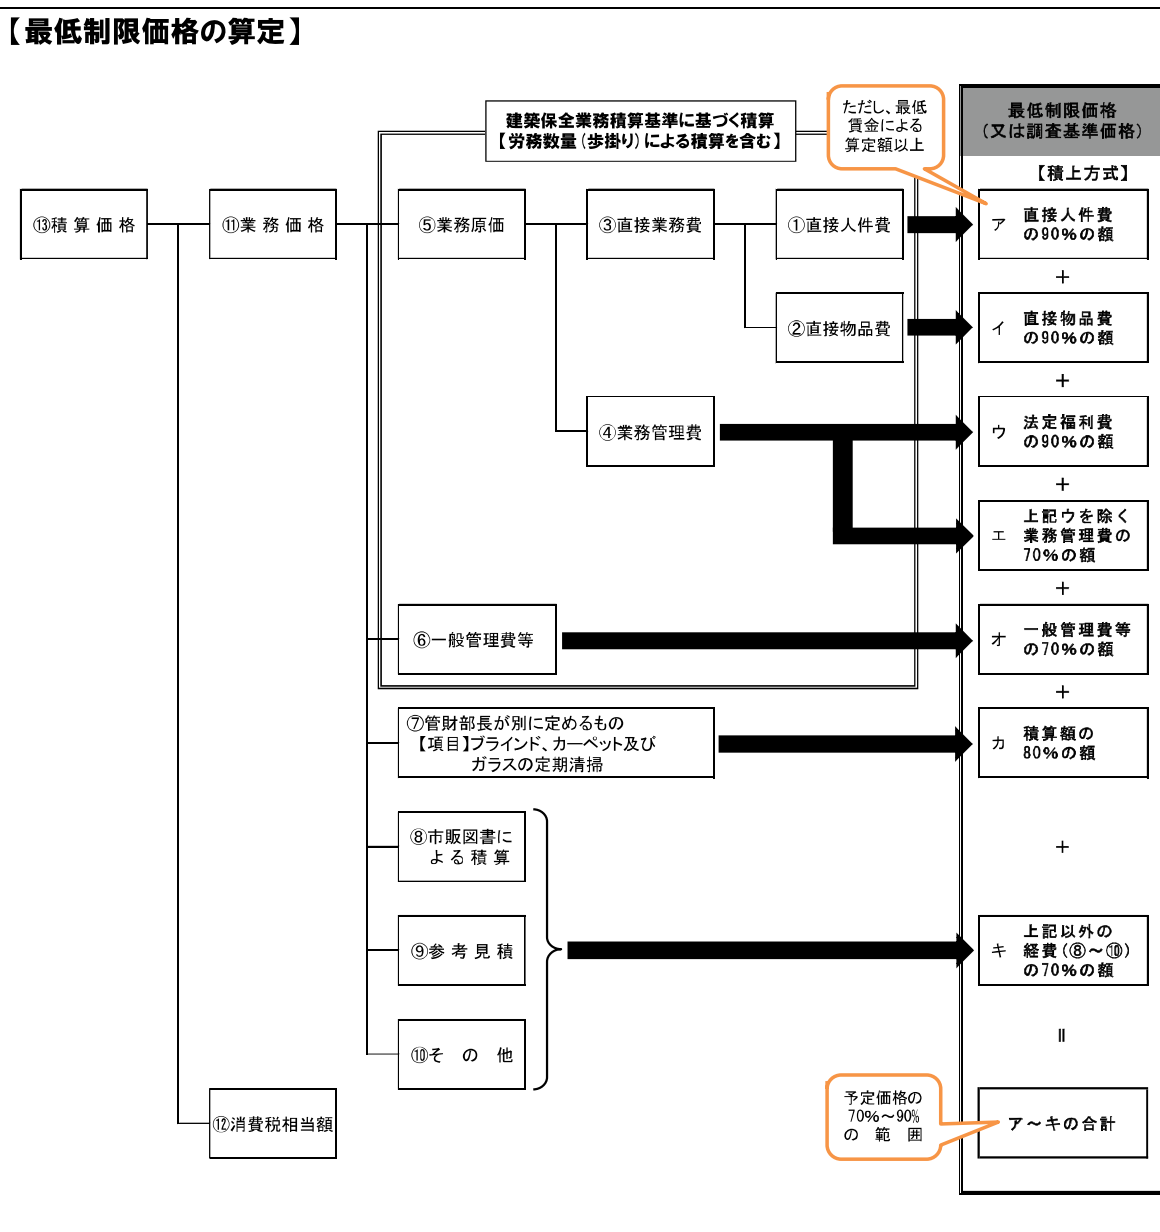 【最低制限価格の算定】
建築保全業務積算基準に基づく積算
【労務数量(歩掛り)による積算を含む】
ただし、最低
賃金による
算定額以上
最低制限価格
(又は調査基準価格)
【積上方式】
⑬積算価格
⑪業務価格
⑤業務原価
③直接業務費
①直接人件費
ア 直接人件費
の90%の額
+
②直接物品費
イ 直接物品費
の90%の額
+
④業務管理費
ウ 法定福利費
の90%の額
+
エ 上記ウを除く
業務管理費の
70%の額
+
⑥一般管理費等
オ 一般管理費等
の70%の額
+
⑦管財部長が別に定めるもの
【項目】ブラインド、カーペット及び
ガラスの定期清掃
カ 積算額の
80%の額
⑧市販図書に
よる積算
+
⑨参考見積
キ 上記以外の
経費(⑧~⑩)
の70%の額
⑩その他
=
⑫消費税相当額
予定価格の
70%~90%
の範囲
ア~キの合計